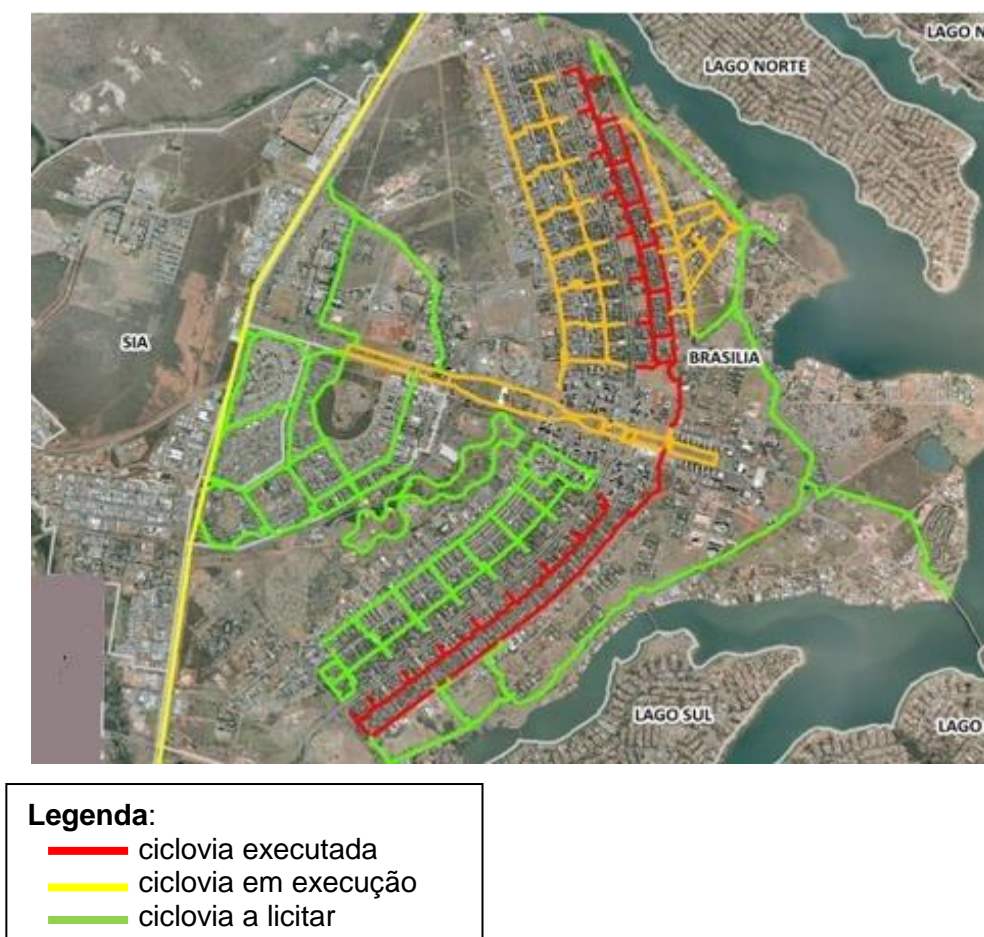 LAGO N
LAGO NORTE
SIA
BRASILIA
LAGO SUL
LAGO
Legenda:
ciclovia executada
ciclovia em execução
ciclovia a licitar